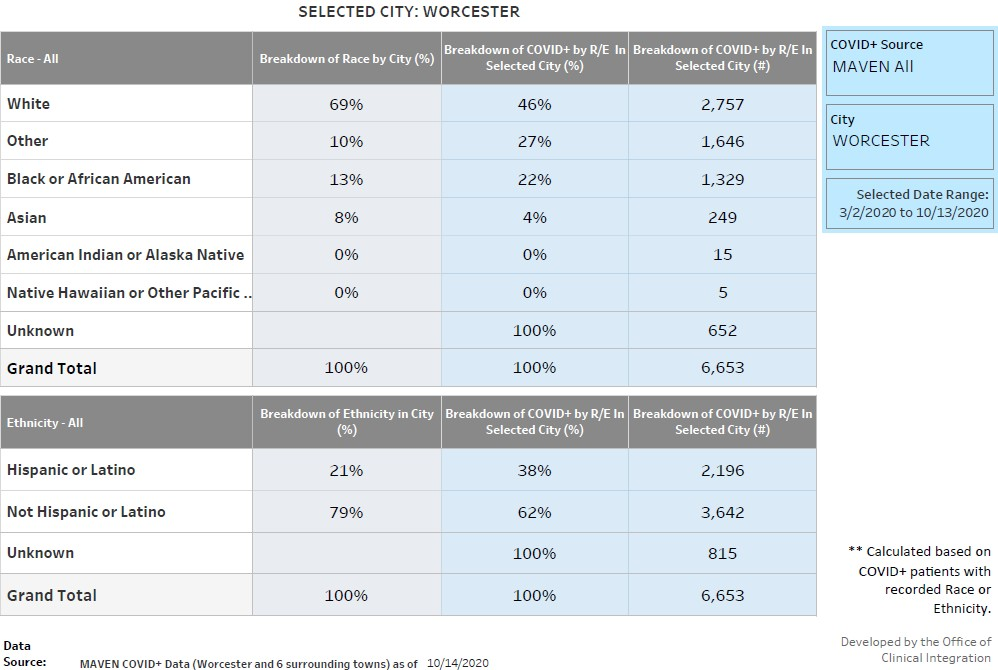 SELECTED CITY: WORCESTER
Race - All
Breakdown of Race by City (%)
Breakdown of COVID+ by R/E In
Selected City (%)
Breakdown of COVID+ by R/E In
Selected City (#)
White 69% 46% 2,757
Other 10% 27% 1,646
Black or African American 13% 22% 1,329
Asian 8% 4% 249
American Indian or Alaska Native 0% 0% 15
Native Hawaiian or Other Pacific .. 0% 0% 5
Unknown 100% 652
Grand Total 100% 100% 6,653
Ethnicity - All
Breakdown of Ethnicity in City
(%)
Breakdown of COVID+ by R/E In
Selected City (%)
Breakdown of COVID+ by R/E In
Selected City (#)
Hispanic or Latino 21% 38% 2,196
Not Hispanic or Latino 79% 62% 3,642
Unknown 100% 815
Grand Total 100% 100% 6,653
COVID+ Source
MAVEN All
City
WORCESTER
Selected Date Range:
3/2/2020 to 10/13/2020
** Calculated based on
COVID+ patients with
recorded Race or
Ethnicity.
Data
Source:
MAVEN COVID+ Data (Worcester and 6 surrounding towns) as of 10/14/2020
Developed by the Office of
Clinical Integration